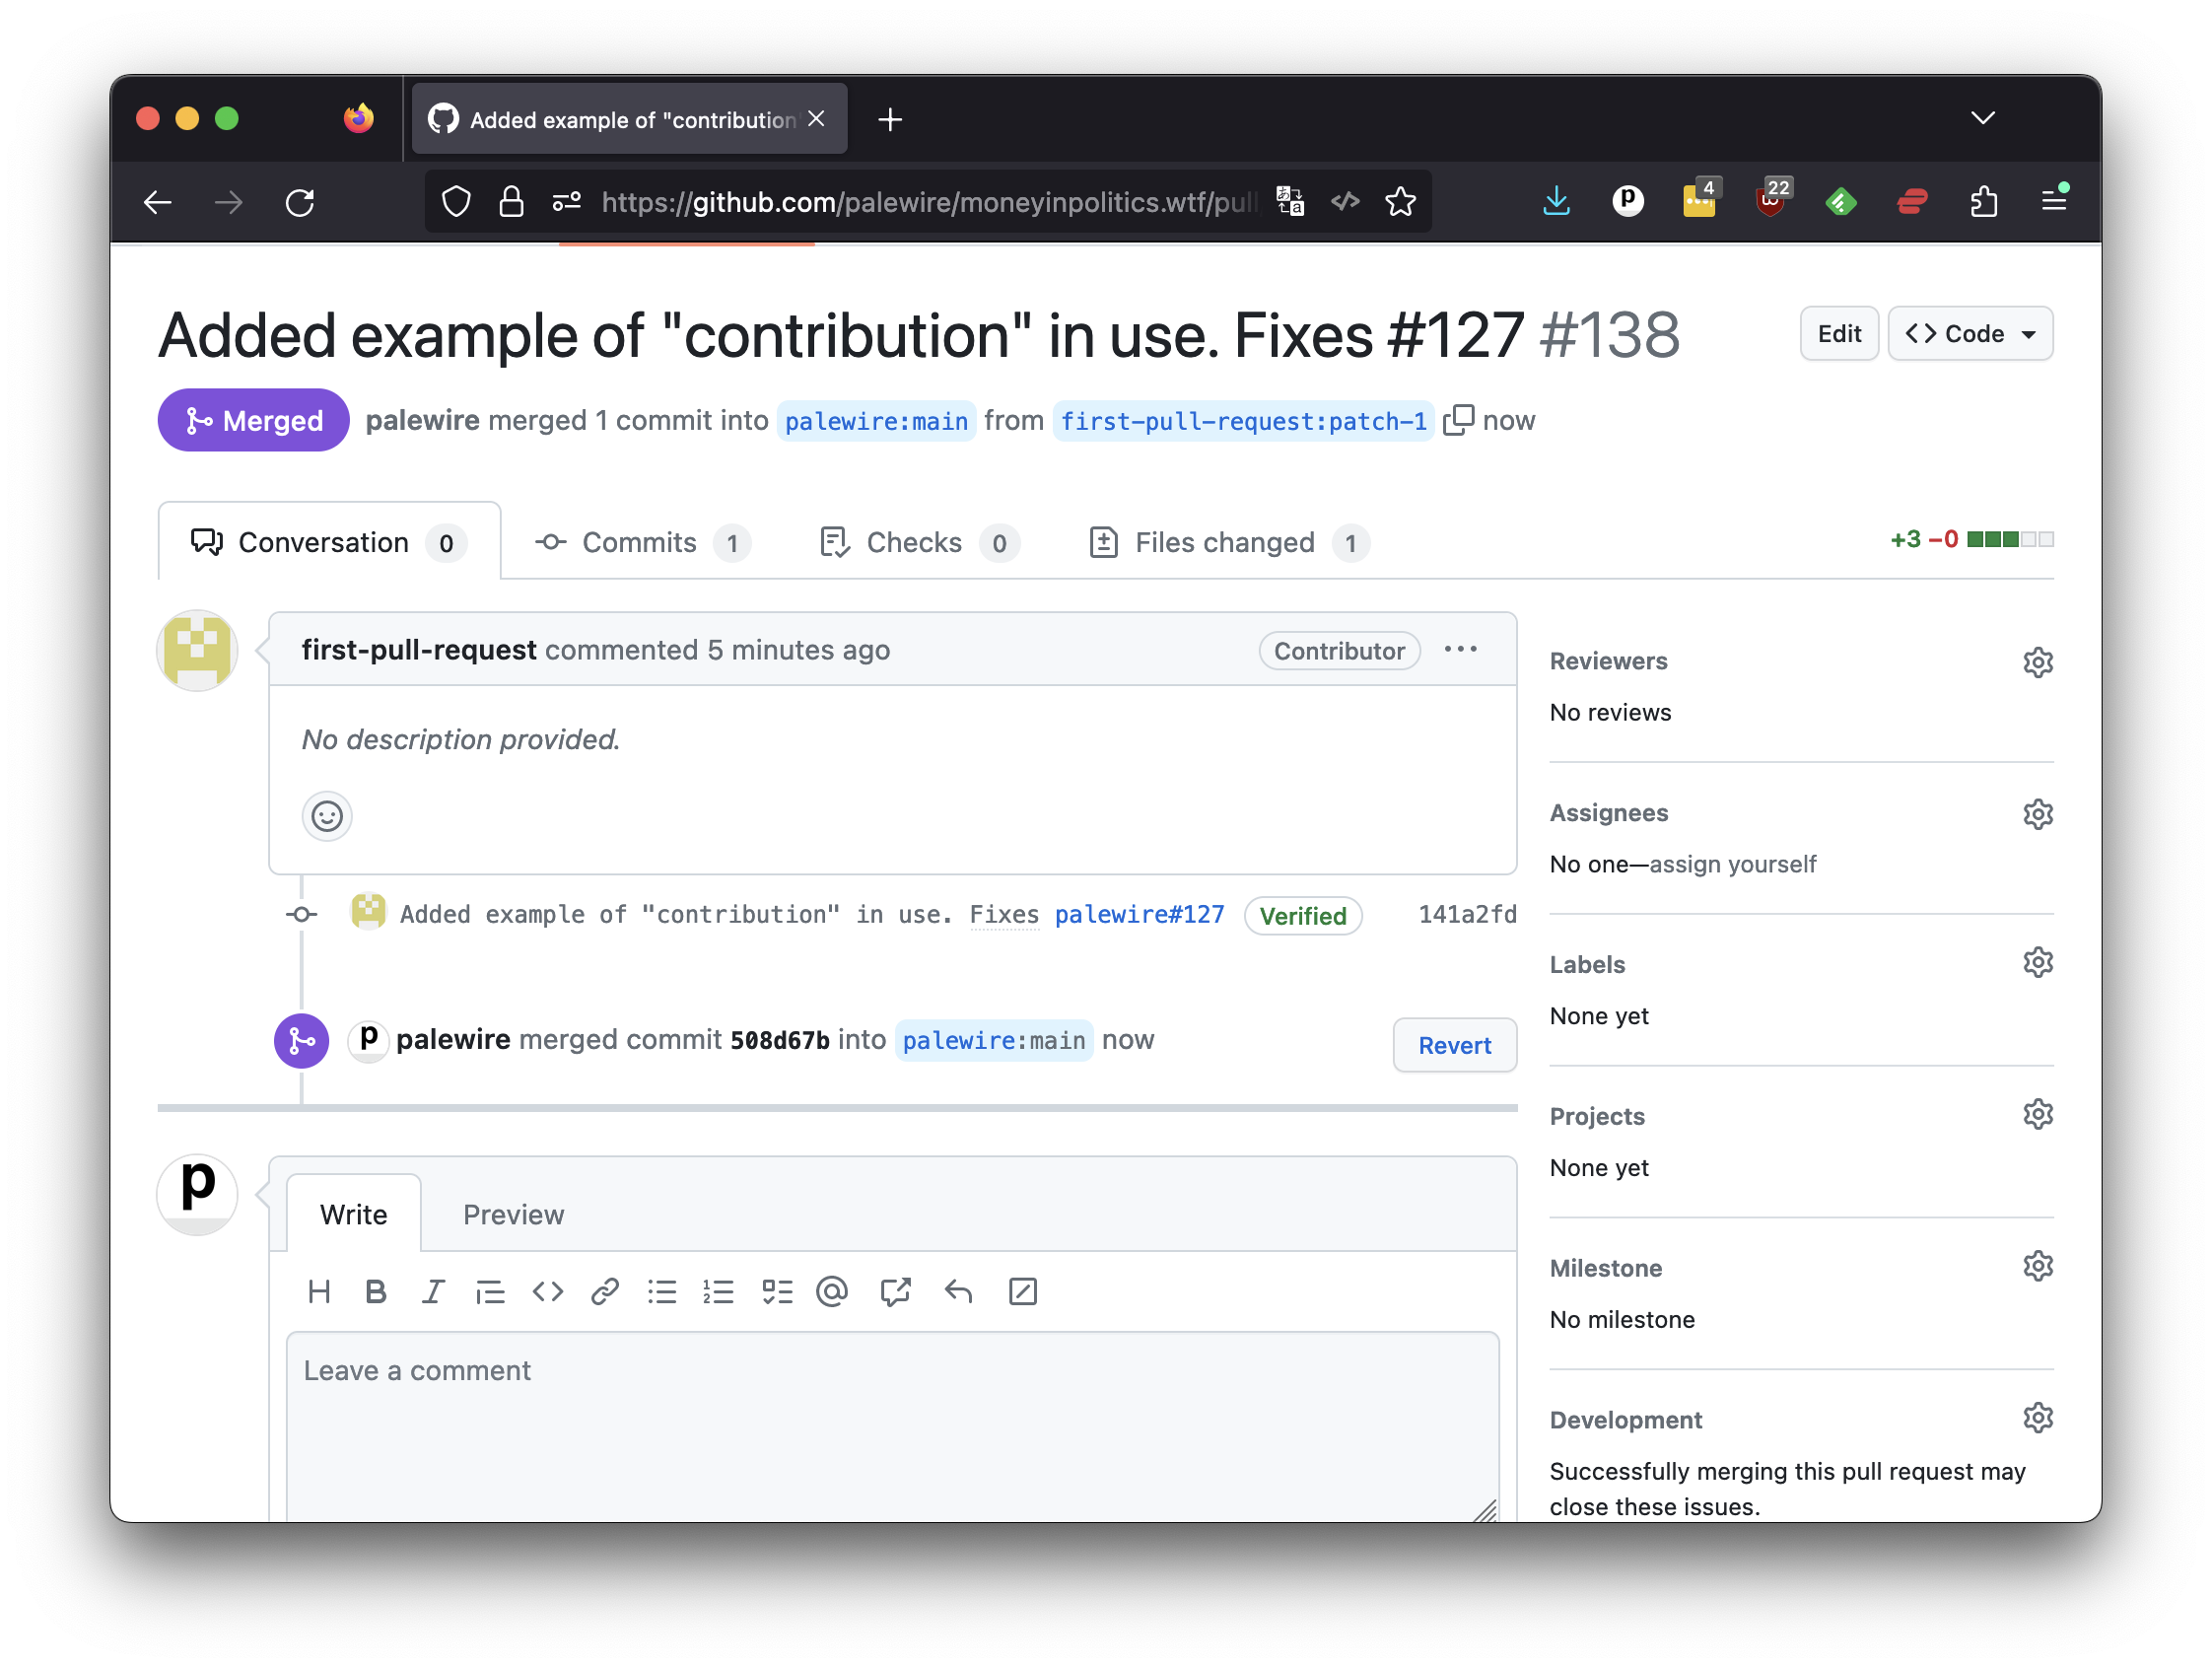 Added example of "contribution"
https://github.com/palewire/moneyinpolitics.wtf/pull
4
22
Added example of "contribution" in use. Fixes #127 #138
Edit
Code
Merged
palewire merged 1 commit into palewire:main from first-pull-request:patch-1 now
Conversation 0
Commits 1
Checks 0
Files changed 1
+3 −0
first-pull-request commented 5 minutes ago
Contributor
No description provided.
Added example of "contribution" in use. Fixes palewire#127
Verified
141a2fd
p palewire merged commit 508d67b into palewire:main now
Revert
p
Write
Preview
Leave a comment
Reviewers
No reviews
Assignees
No one—assign yourself
Labels
None yet
Projects
None yet
Milestone
No milestone
Development
Successfully merging this pull request may
close these issues.